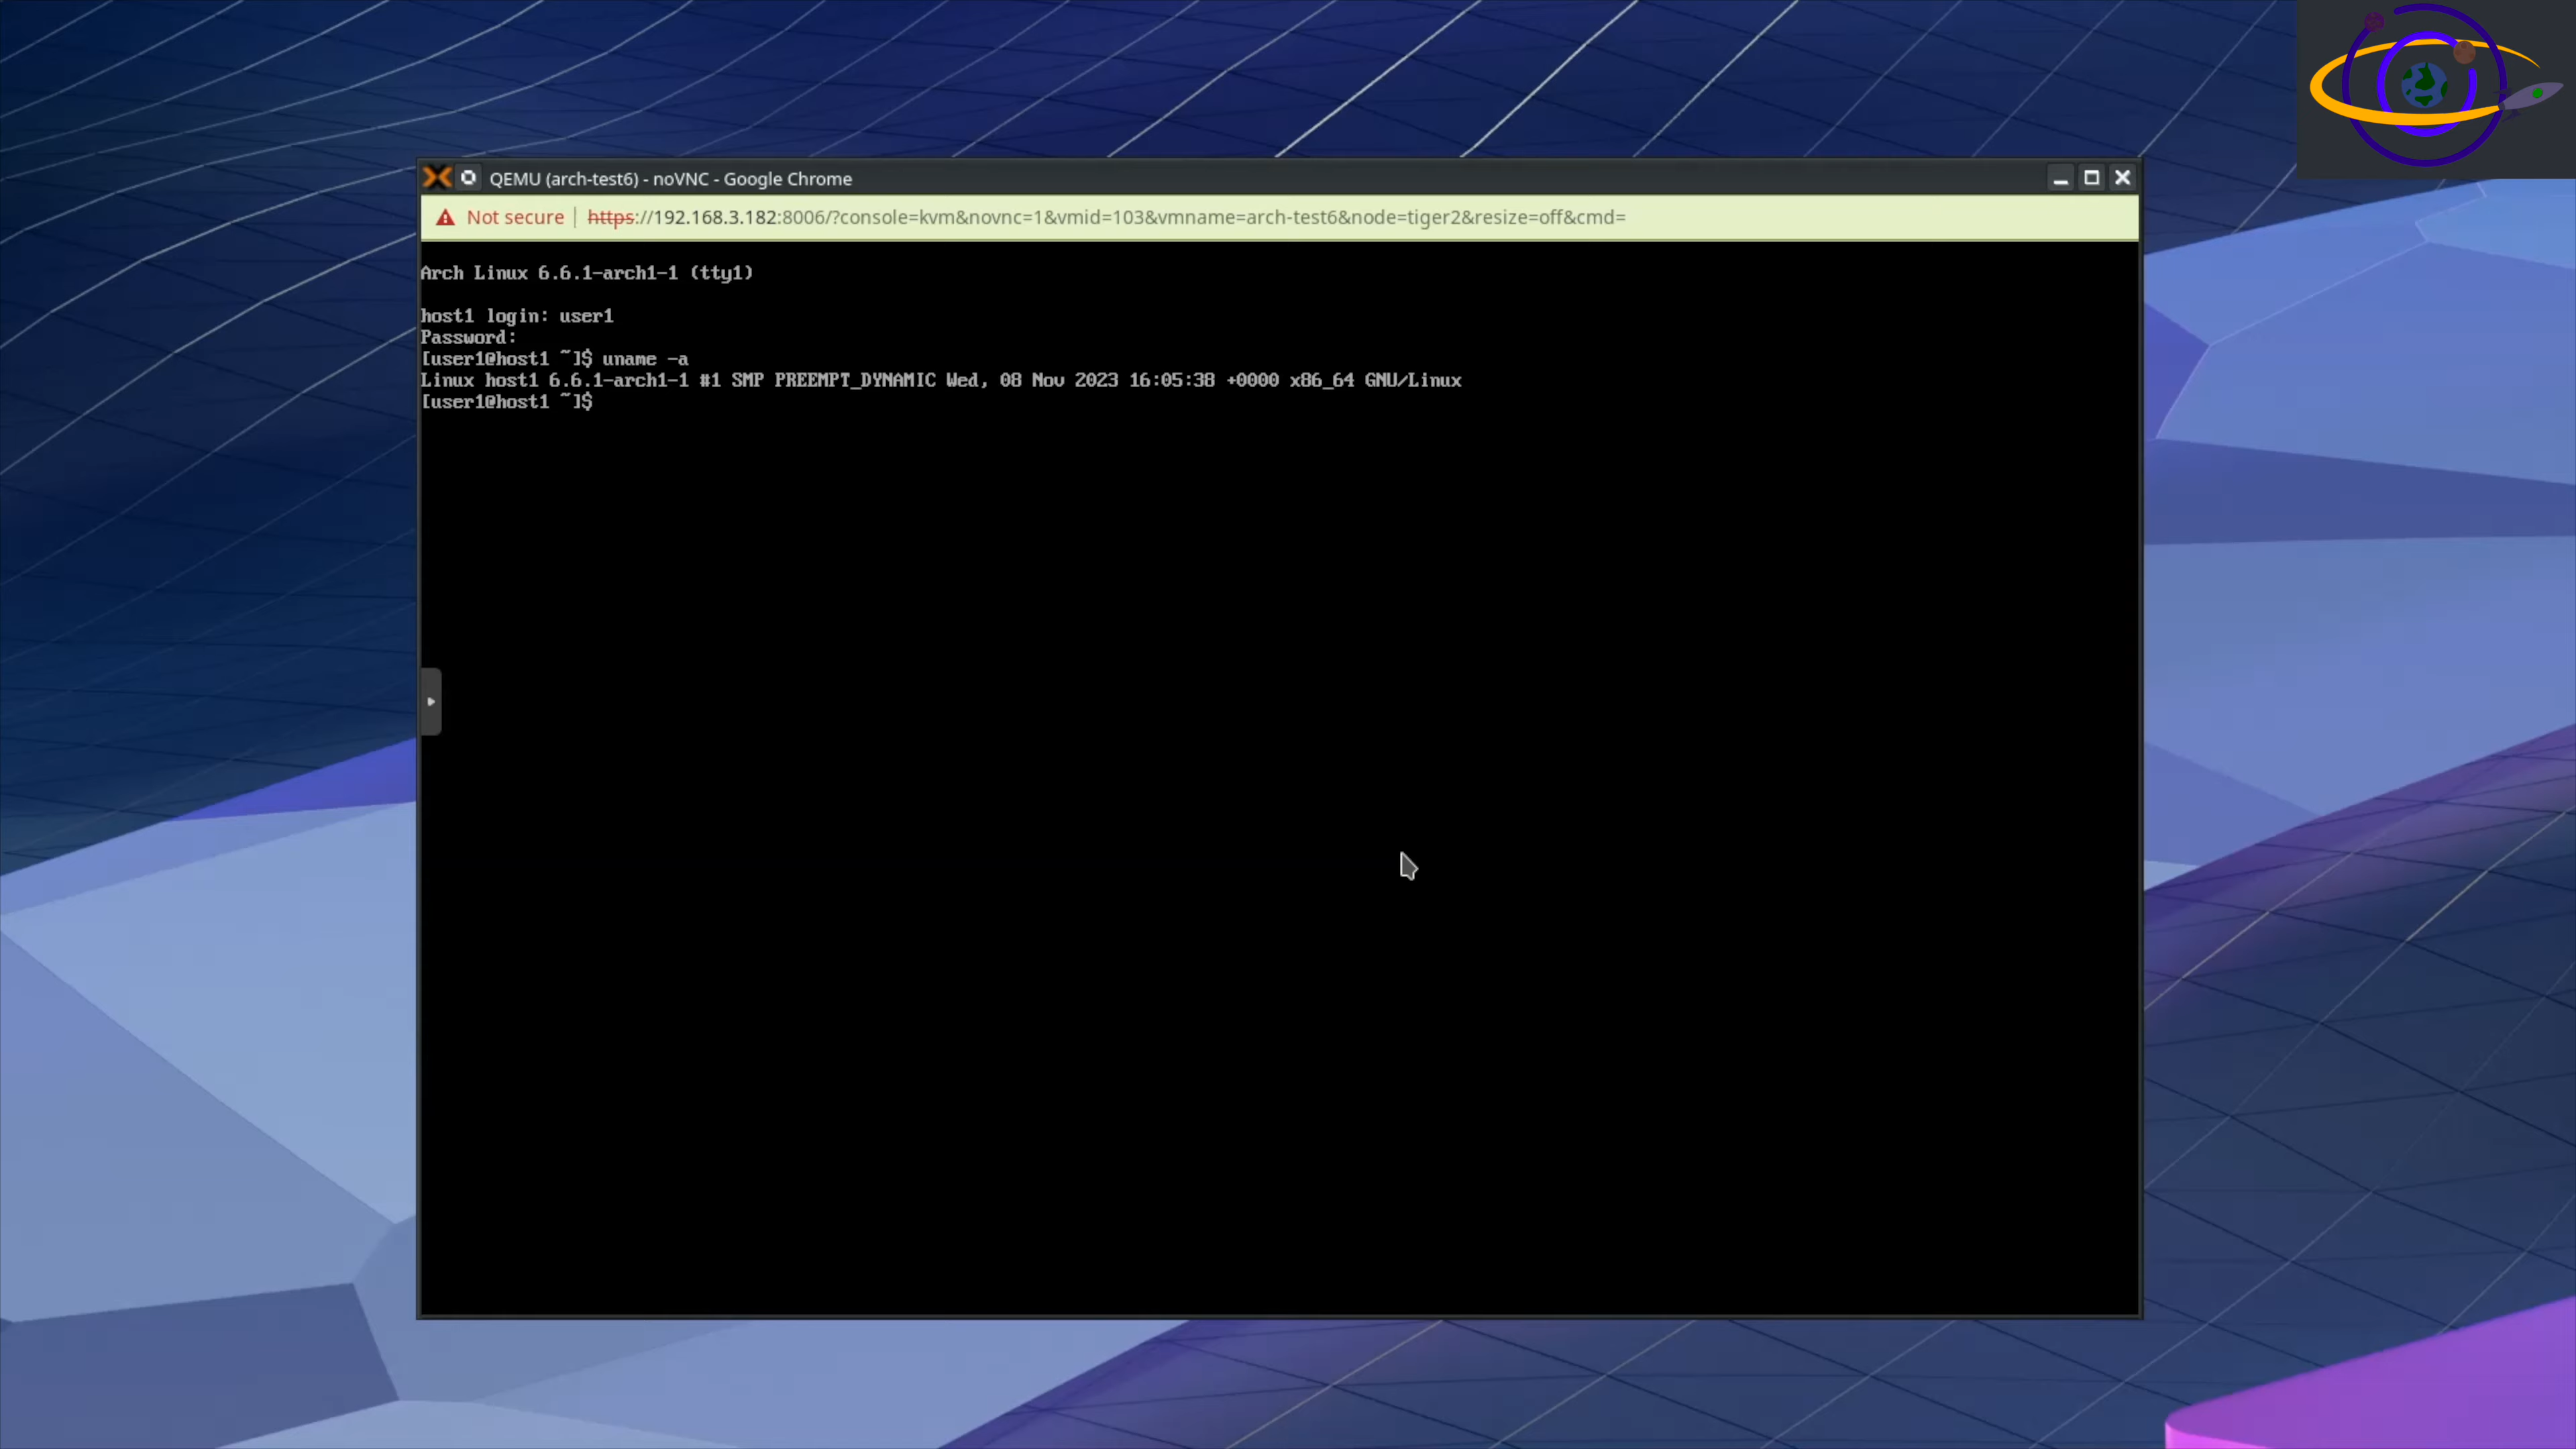 QEMU (arch-test6) - noVNC - Google Chrome
Not secure | https://192.168.3.182:8006/?console=kvm&novnc=1&vmid=103&vmname=arch-test6&node=tiger2&resize=off&cmd=
Arch Linux 6.6.1-arch1-1 (tty1)
host1 login: user1
Password:
[user1@host1 ~]$ uname -a
Linux host1 6.6.1-arch1-1 #1 SMP PREEMPT_DYNAMIC Wed, 08 Nov 2023 16:05:38 +0000 x86_64 GNU/Linux
[user1@host1 ~]$